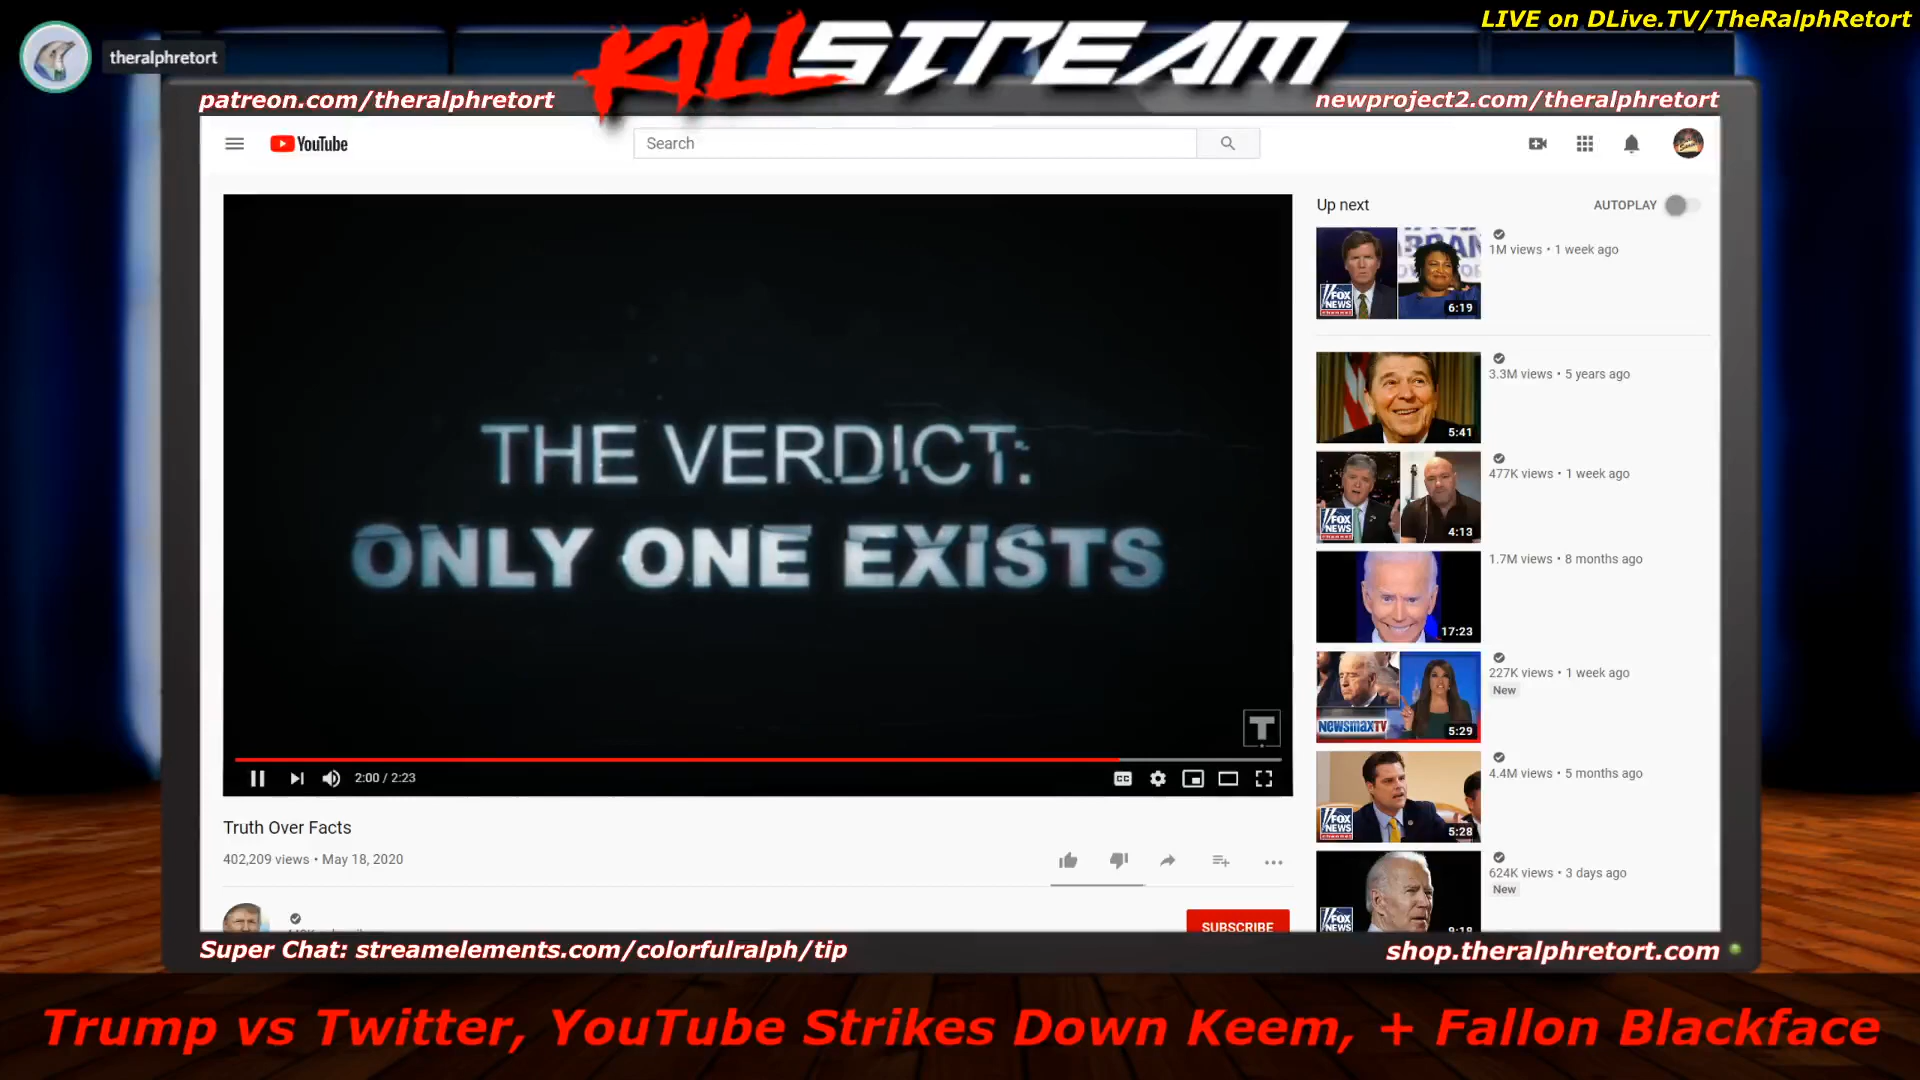 LIVE on DLive.TV/TheRalphRetort
KILLSTREAM
theralphretort
patreon.com/theralphretort
newproject2.com/theralphretort
YouTube
Search
Up next
AUTOPLAY
1M views • 1 week ago
FOX NEWS channel
6:19
3.3M views • 5 years ago
5:41
477K views • 1 week ago
FOX NEWS channel
4:13
1.7M views • 8 months ago
17:23
227K views • 1 week ago
New
NEWSMAXTV
5:29
4.4M views • 5 months ago
FOX NEWS channel
5:28
624K views • 3 days ago
New
FOX NEWS
9:18
THE VERDICT:
ONLY ONE EXISTS
T
2:00 / 2:23
CC
Truth Over Facts
402,209 views • May 18, 2020
SUBSCRIBE
Super Chat: streamelements.com/colorfulralph/tip
shop.theralphretort.com
Trump vs Twitter, YouTube Strikes Down Keem, + Fallon Blackface